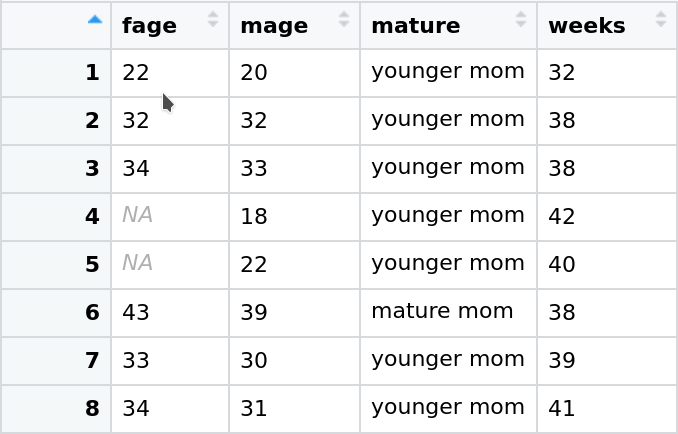 fage mage mature weeks
1 22 20 younger mom 32
2 32 32 younger mom 38
3 34 33 younger mom 38
4 NA 18 younger mom 42
5 NA 22 younger mom 40
6 43 39 mature mom 38
7 33 30 younger mom 39
8 34 31 younger mom 41